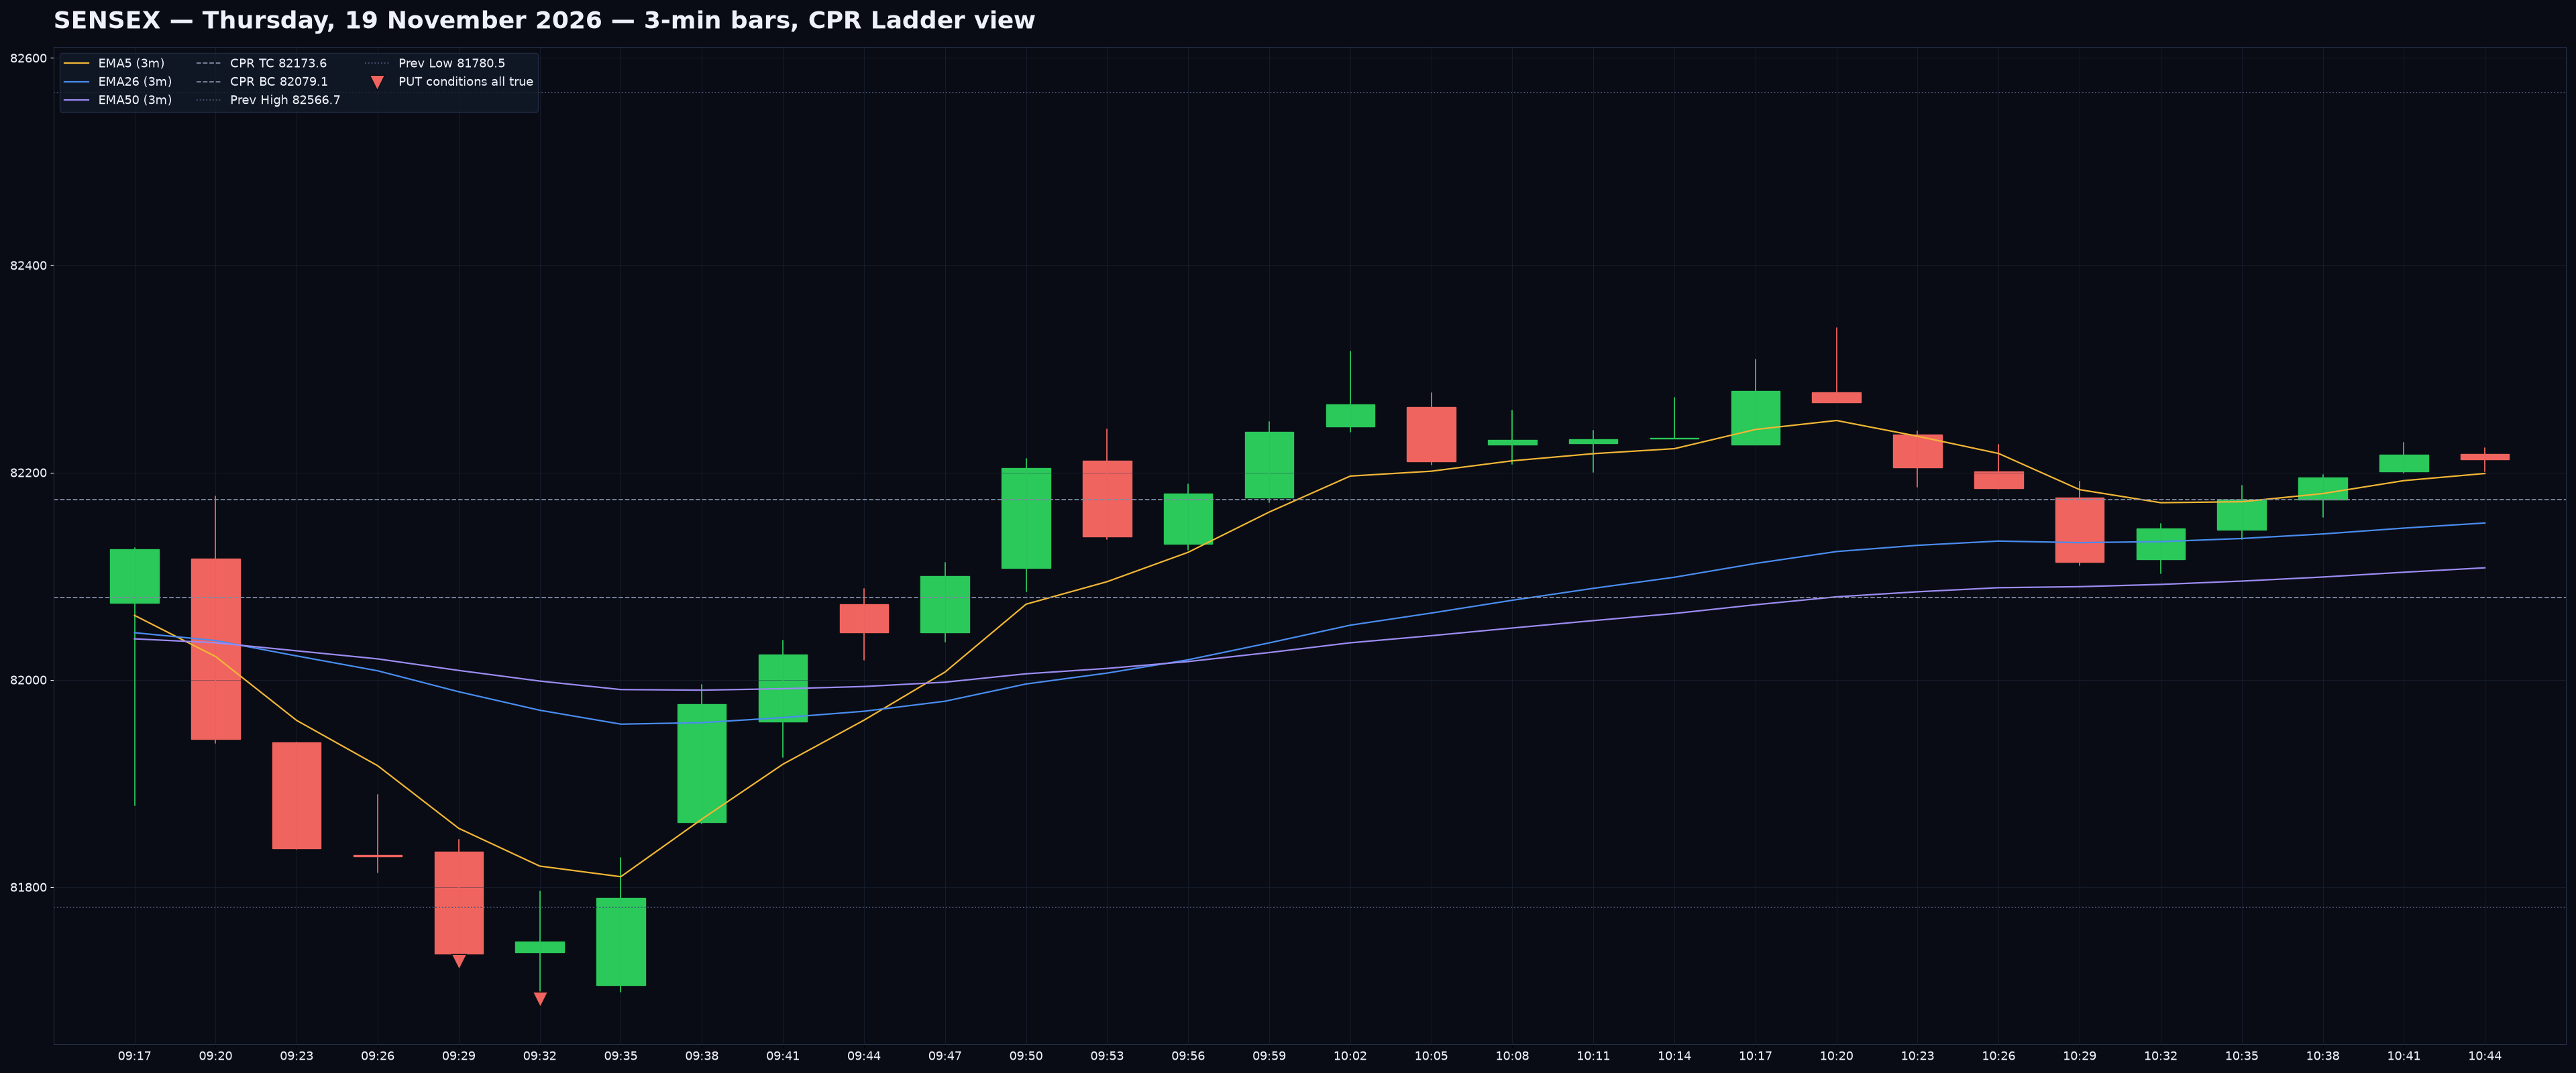 SENSEX — Thursday, 19 November 2026 — 3-min bars, CPR Ladder view
EMA5 (3m)
EMA26 (3m)
EMA50 (3m)
CPR TC 82173.6
CPR BC 82079.1
Prev High 82566.7
Prev Low 81780.5
PUT conditions all true
82600
82400
82200
82000
81800
09:17 09:20 09:23 09:26 09:29 09:32 09:35 09:38 09:41 09:44 09:47 09:50 09:53 09:56 09:59 10:02 10:05 10:08 10:11 10:14 10:17 10:20 10:23 10:26 10:29 10:32 10:35 10:38 10:41 10:44